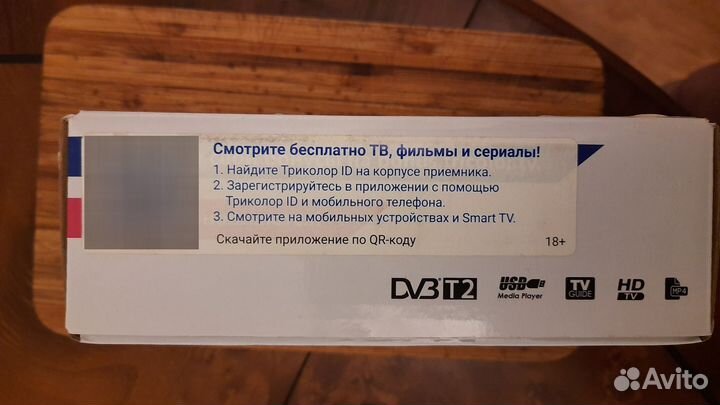 Смотрите бесплатно ТВ, фильмы и сериалы!
1. Найдите Триколор ID на корпусе приемника.
2. Зарегистрируйтесь в приложении с помощью
Триколор ID и мобильного телефона.
3. Смотрите на мобильных устройствах и Smart TV.
Скачайте приложение по QR-коду 18+
DVB T2 USB Media Player TV GUIDE HD TV MP4
Avito